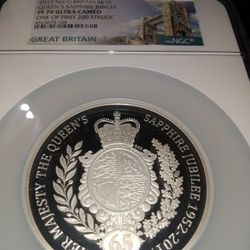 2017 5oz G.BRITAIN S£10
QUEEN'S SAPPHIRE JUBILEE
PF 70 ULTRA CAMEO
ONE OF FIRST 200 STRUCK
GREAT BRITAIN
NGC
HER MAJESTY THE QUEEN'S SAPPHIRE JUBILEE 1952-201
65